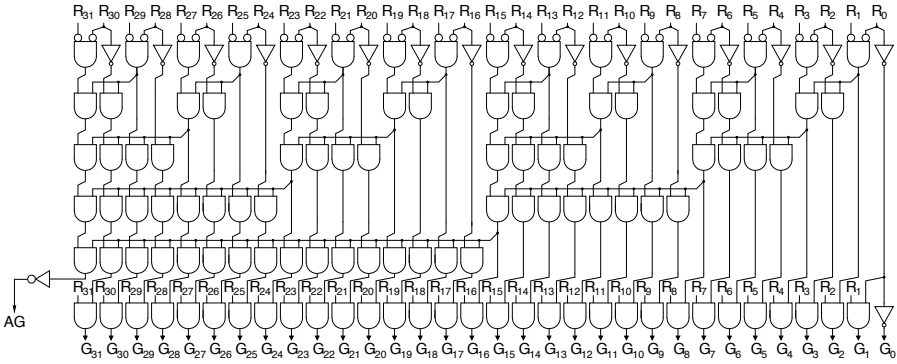 R31 R30 R29 R28 R27 R26 R25 R24 R23 R22 R21 R20 R19 R18 R17 R16 R15 R14 R13 R12 R11 R10 R9 R8 R7 R6 R5 R4 R3 R2 R1 R0
R31 R30 R29 R28 R27 R26 R25 R24 R23 R22 R21 R20 R19 R18 R17 R16 R15 R14 R13 R12 R11 R10 R9 R8 R7 R6 R5 R4 R3 R2 R1
AG
G31 G30 G29 G28 G27 G26 G25 G24 G23 G22 G21 G20 G19 G18 G17 G16 G15 G14 G13 G12 G11 G10 G9 G8 G7 G6 G5 G4 G3 G2 G1 G0